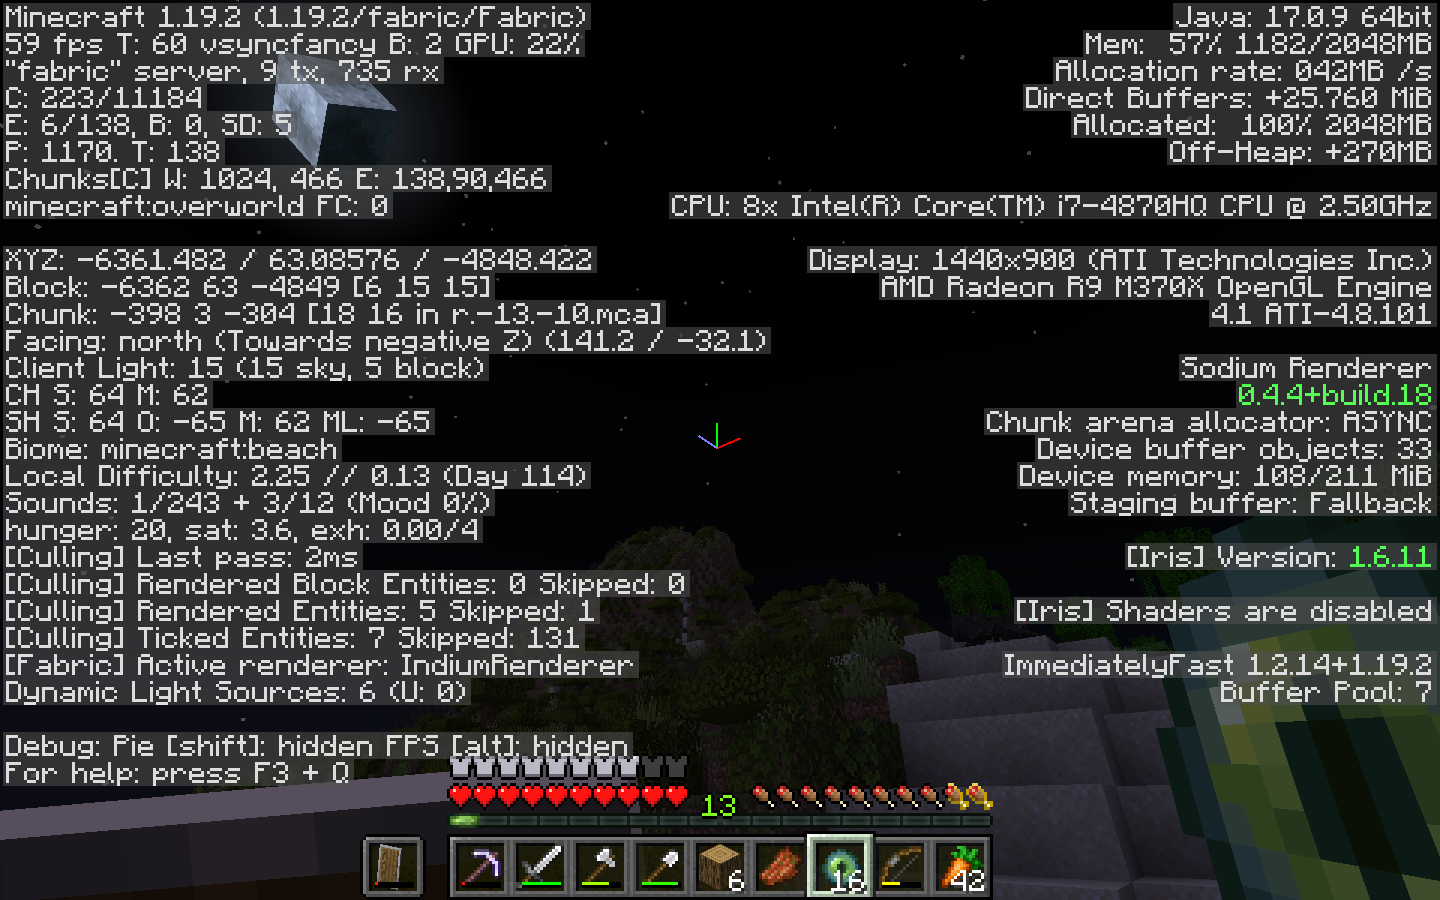 Minecraft 1.19.2 (1.19.2/fabric/Fabric)
59 fps T: 60 vsyncfancy B: 2 GPU: 22%
"fabric" server, 9 tx, 735 rx
C: 223/11184
E: 6/138, B: 0, SD: 5
P: 1170. T: 138
Chunks[C] W: 1024, 466 E: 138,90,466
minecraft:overworld FC: 0
XYZ: -6361.482 / 63.08576 / -4848.422
Block: -6362 63 -4849 [6 15 15]
Chunk: -398 3 -304 [18 16 in r.-13.-10.mca]
Facing: north (Towards negative Z) (141.2 / -32.1)
Client Light: 15 (15 sky, 5 block)
CH S: 64 M: 62
SH S: 64 O: -65 M: 62 ML: -65
Biome: minecraft:beach
Local Difficulty: 2.25 // 0.13 (Day 114)
Sounds: 1/243 + 3/12 (Mood 0%)
hunger: 20, sat: 3.6, exh: 0.00/4
[Culling] Last pass: 2ms
[Culling] Rendered Block Entities: 0 Skipped: 0
[Culling] Rendered Entities: 5 Skipped: 1
[Culling] Ticked Entities: 7 Skipped: 131
[Fabric] Active renderer: IndiumRenderer
Dynamic Light Sources: 6 (U: 0)
Debug: Pie [shift]: hidden FPS [alt]: hidden
For help: press F3 + Q
Java: 17.0.9 64bit
Mem: 57% 1182/2048MB
Allocation rate: 042MB /s
Direct Buffers: +25.760 MiB
Allocated: 100% 2048MB
Off-Heap: +270MB
CPU: 8x Intel(R) Core(TM) i7-4870HQ CPU @ 2.50GHz
Display: 1440x900 (ATI Technologies Inc.)
AMD Radeon R9 M370X OpenGL Engine
4.1 ATI-4.8.101
Sodium Renderer
0.4.4+build.18
Chunk arena allocator: ASYNC
Device buffer objects: 33
Device memory: 108/211 MiB
Staging buffer: Fallback
[Iris] Version: 1.6.11
[Iris] Shaders are disabled
ImmediatelyFast 1.2.14+1.19.2
Buffer Pool: 7
13
6
16
42